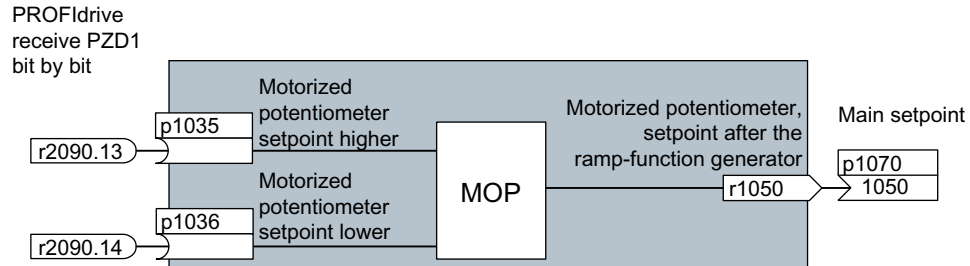 PROFIdrive
receive PZD1
bit by bit
Motorized
potentiometer
setpoint higher
p1035
r2090.13
Motorized
potentiometer
setpoint lower
p1036
r2090.14
MOP
Motorized potentiometer,
setpoint after the
ramp-function generator
r1050
Main setpoint
p1070
1050